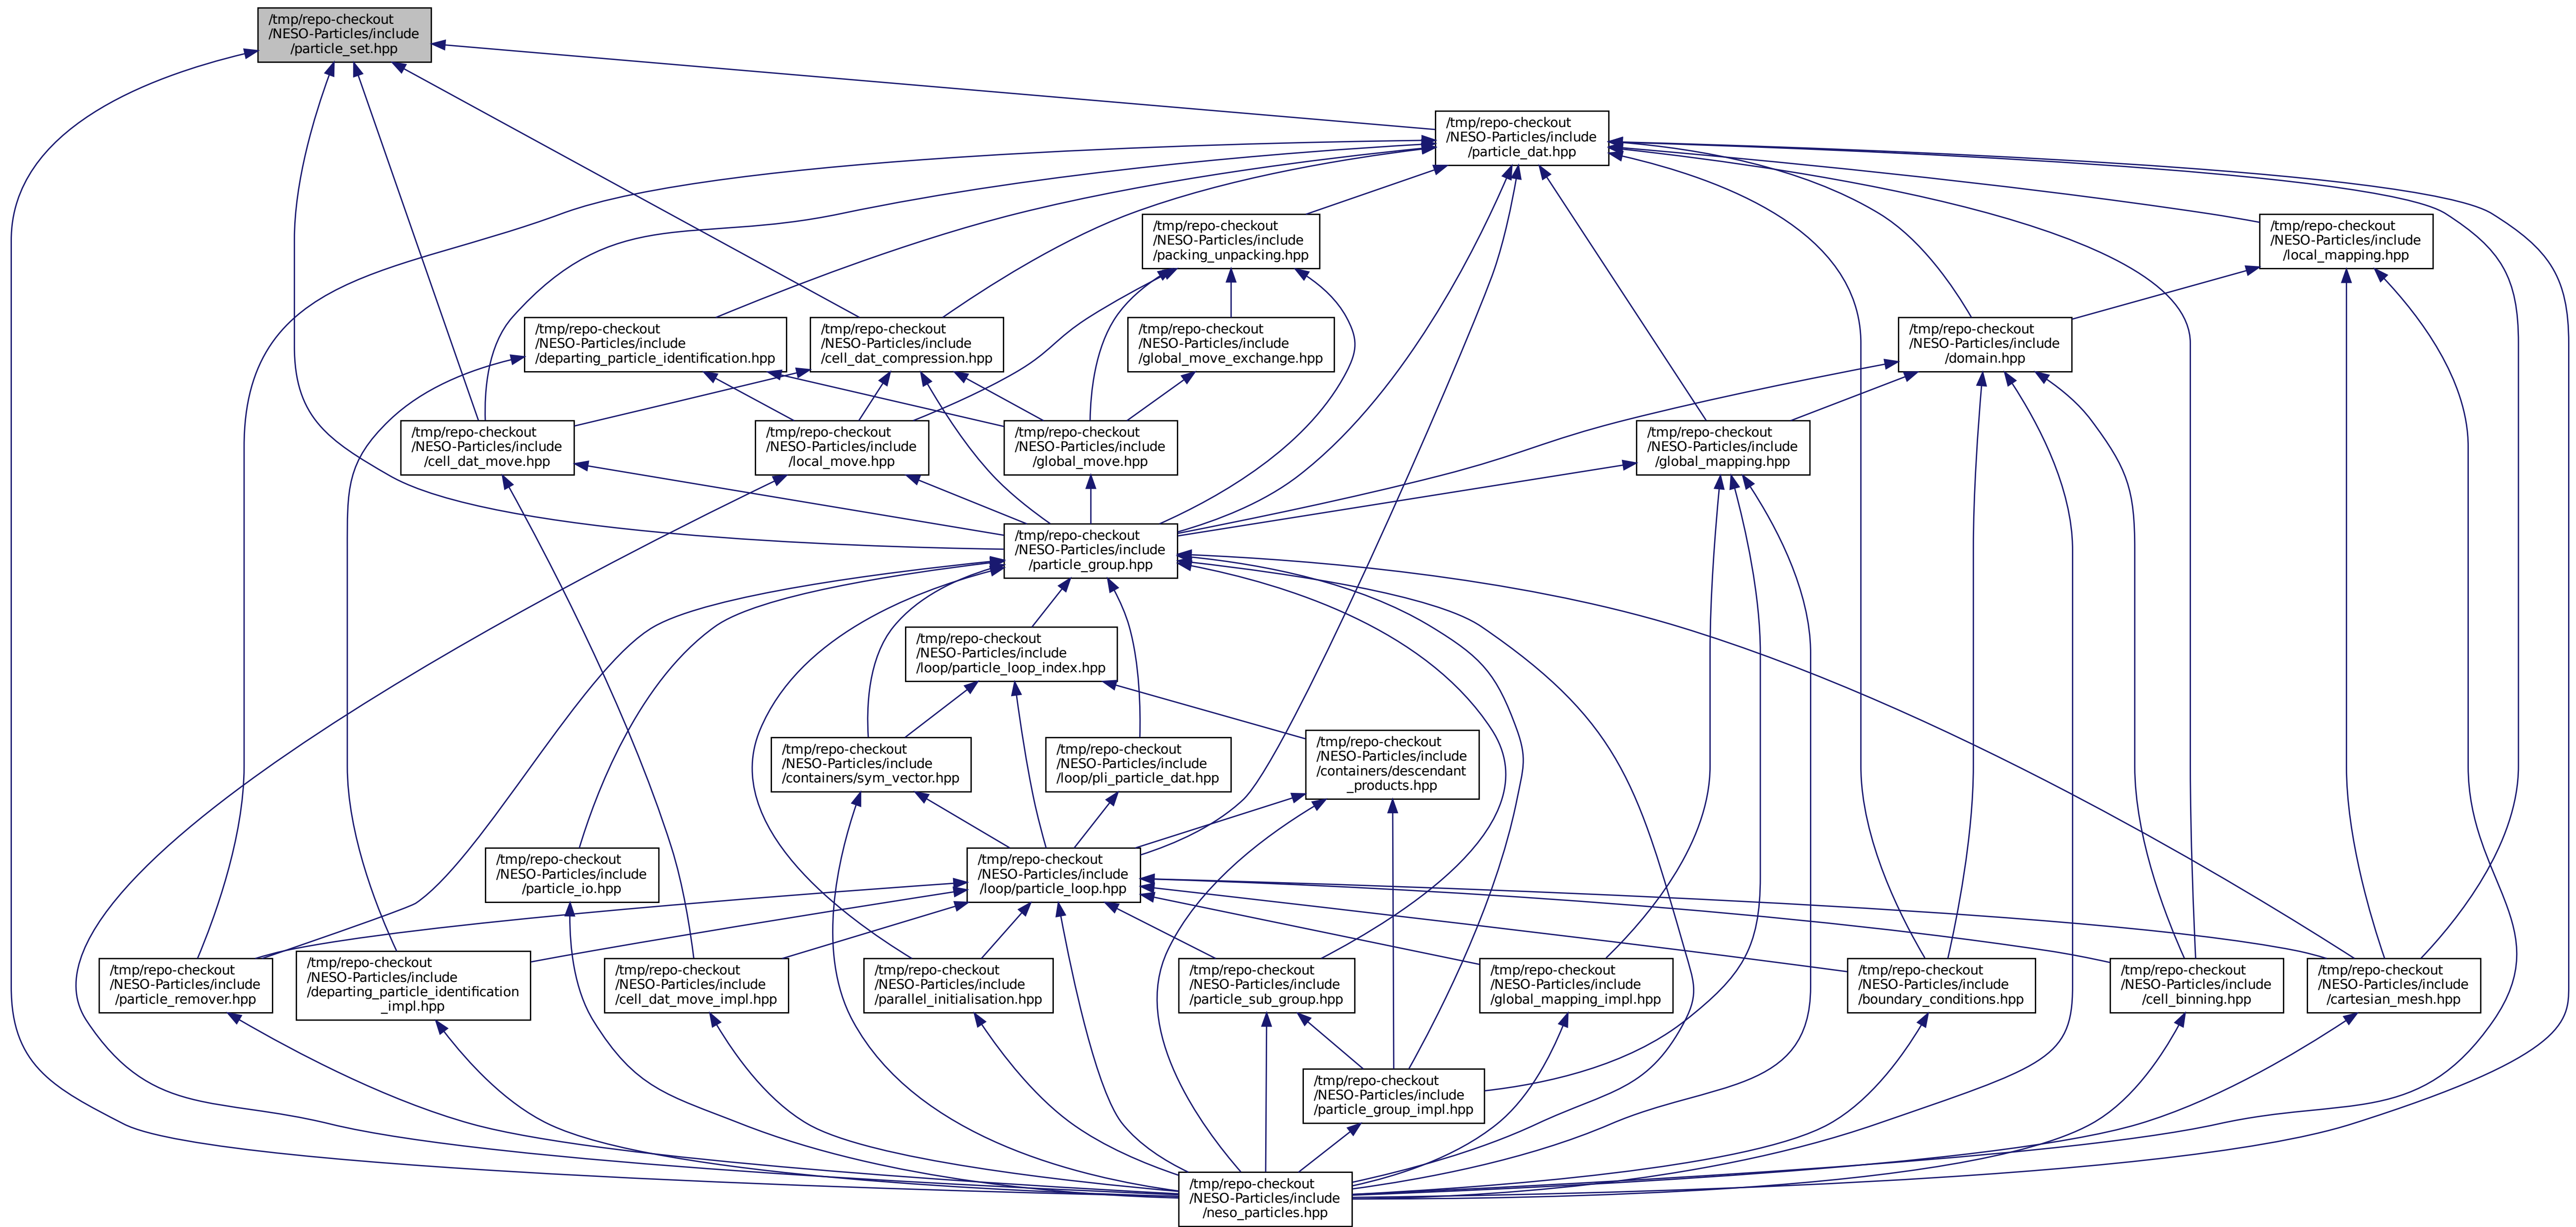 /tmp/repo-checkout
/NESO-Particles/include
/particle_set.hpp
/tmp/repo-checkout
/NESO-Particles/include
/particle_dat.hpp
/tmp/repo-checkout
/NESO-Particles/include
/packing_unpacking.hpp
/tmp/repo-checkout
/NESO-Particles/include
/local_mapping.hpp
/tmp/repo-checkout
/NESO-Particles/include
/departing_particle_identification.hpp
/tmp/repo-checkout
/NESO-Particles/include
/cell_dat_compression.hpp
/tmp/repo-checkout
/NESO-Particles/include
/global_move_exchange.hpp
/tmp/repo-checkout
/NESO-Particles/include
/domain.hpp
/tmp/repo-checkout
/NESO-Particles/include
/cell_dat_move.hpp
/tmp/repo-checkout
/NESO-Particles/include
/local_move.hpp
/tmp/repo-checkout
/NESO-Particles/include
/global_move.hpp
/tmp/repo-checkout
/NESO-Particles/include
/global_mapping.hpp
/tmp/repo-checkout
/NESO-Particles/include
/particle_group.hpp
/tmp/repo-checkout
/NESO-Particles/include
/loop/particle_loop_index.hpp
/tmp/repo-checkout
/NESO-Particles/include
/containers/sym_vector.hpp
/tmp/repo-checkout
/NESO-Particles/include
/loop/pli_particle_dat.hpp
/tmp/repo-checkout
/NESO-Particles/include
/containers/descendant
_products.hpp
/tmp/repo-checkout
/NESO-Particles/include
/particle_io.hpp
/tmp/repo-checkout
/NESO-Particles/include
/loop/particle_loop.hpp
/tmp/repo-checkout
/NESO-Particles/include
/particle_remover.hpp
/tmp/repo-checkout
/NESO-Particles/include
/departing_particle_identification
_impl.hpp
/tmp/repo-checkout
/NESO-Particles/include
/cell_dat_move_impl.hpp
/tmp/repo-checkout
/NESO-Particles/include
/parallel_initialisation.hpp
/tmp/repo-checkout
/NESO-Particles/include
/particle_sub_group.hpp
/tmp/repo-checkout
/NESO-Particles/include
/global_mapping_impl.hpp
/tmp/repo-checkout
/NESO-Particles/include
/boundary_conditions.hpp
/tmp/repo-checkout
/NESO-Particles/include
/cell_binning.hpp
/tmp/repo-checkout
/NESO-Particles/include
/cartesian_mesh.hpp
/tmp/repo-checkout
/NESO-Particles/include
/particle_group_impl.hpp
/tmp/repo-checkout
/NESO-Particles/include
/neso_particles.hpp